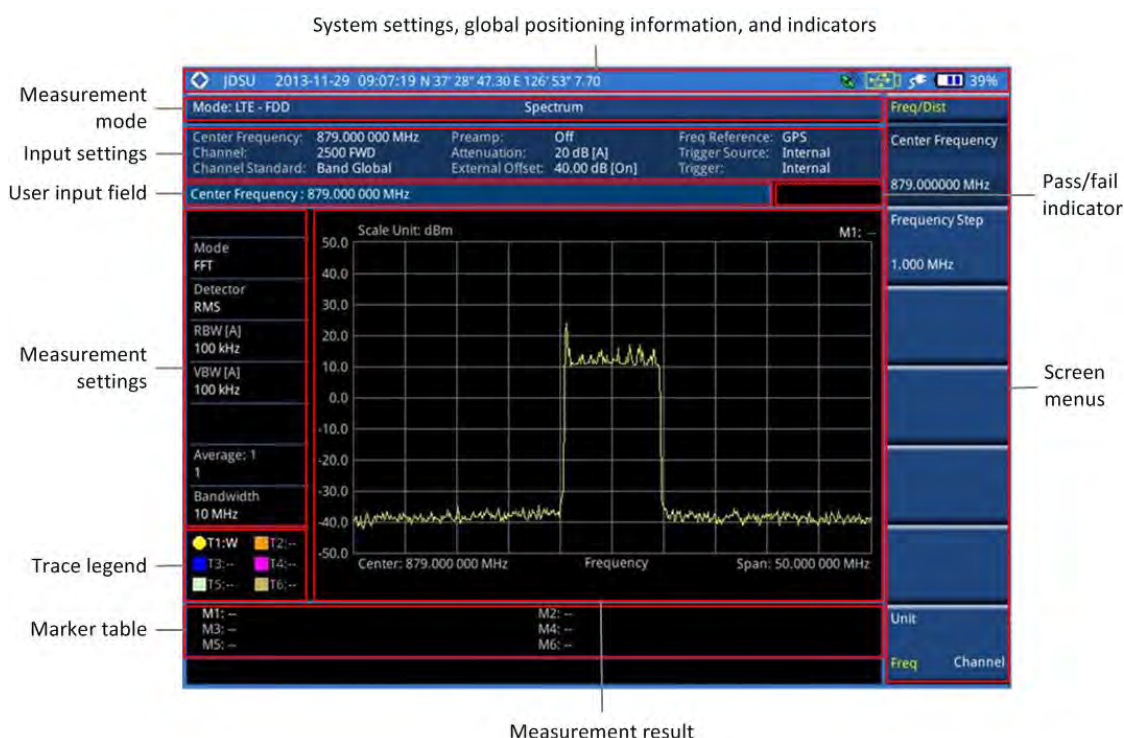 System settings, global positioning information, and indicators
JDSU 2013-11-29 09:07:19 N 37' 28" 47.30 E 126' 53" 7.70 39%
Measurement mode
Mode: LTE - FDD Spectrum
Freq/Dist
Input settings
Center Frequency: 879.000 000 MHz Preamp: Off Freq Reference: GPS
Channel: 2500 FWD Attenuation: 20 dB [A] Trigger Source: Internal
Channel Standard: Band Global External Offset: 40.00 dB [On] Trigger: Internal
Center Frequency
879.000000 MHz
User input field
Center Frequency : 879.000 000 MHz
Pass/fail indicator
Frequency Step
1.000 MHz
Measurement settings
Mode
FFT
Detector
RMS
RBW [A]
100 kHz
VBW [A]
100 kHz
Average: 1
1
Bandwidth
10 MHz
Scale Unit: dBm M1: --
50.0
40.0
30.0
20.0
10.0
0.0
-10.0
-20.0
-30.0
-40.0
-50.0
Center: 879.000 000 MHz Frequency Span: 50.000 000 MHz
Screen menus
Trace legend
T1:W T2:--
T3:-- T4:--
T5:-- T6:--
Marker table
M1: -- M2: --
M3: -- M4: --
M5: -- M6: --
Unit
Freq Channel
Measurement result